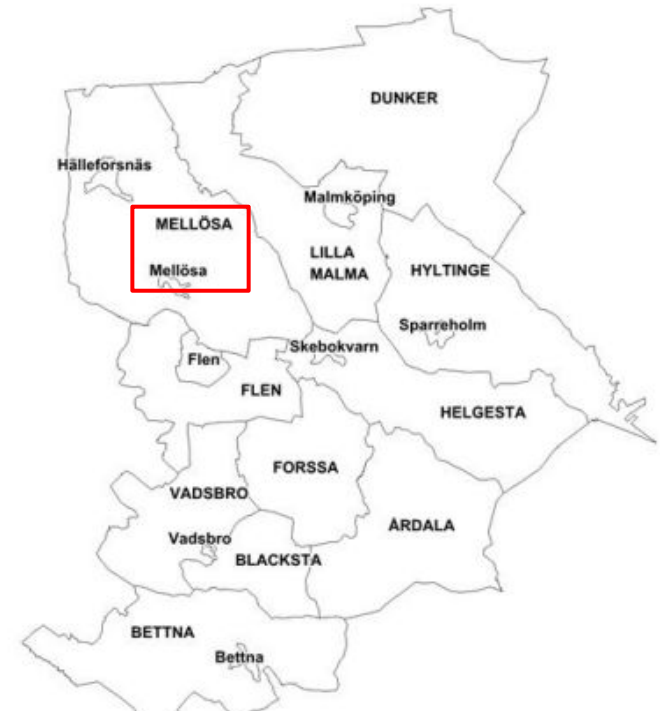 DUNKER
Hälleforsnäs
Malmköping
MELLÖSA
LILLA
MALMA
HYLTINGE
Mellösa
Sparreholm
Skebokvarn
Flen
FLEN
HELGESTA
FORSSA
VADSBRO
ÅRDALA
Vadsbro
BLACKSTA
BETTNA
Bettna